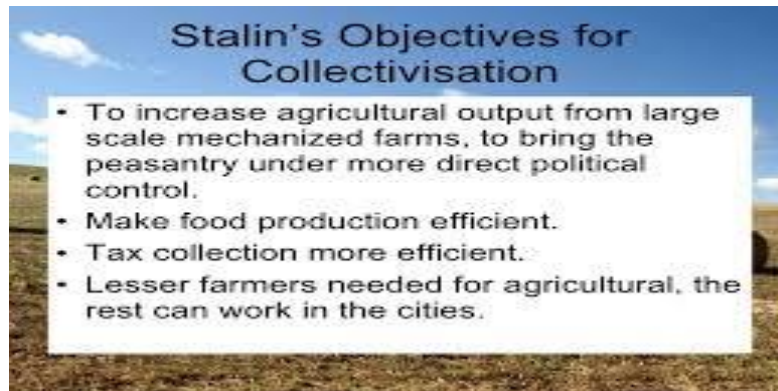 Stalin's Objectives for
Collectivisation
• To increase agricultural output from large
scale mechanized farms, to bring the
peasantry under more direct political
control.
• Make food production efficient.
• Tax collection more efficient.
• Lesser farmers needed for agricultural, the
rest can work in the cities.